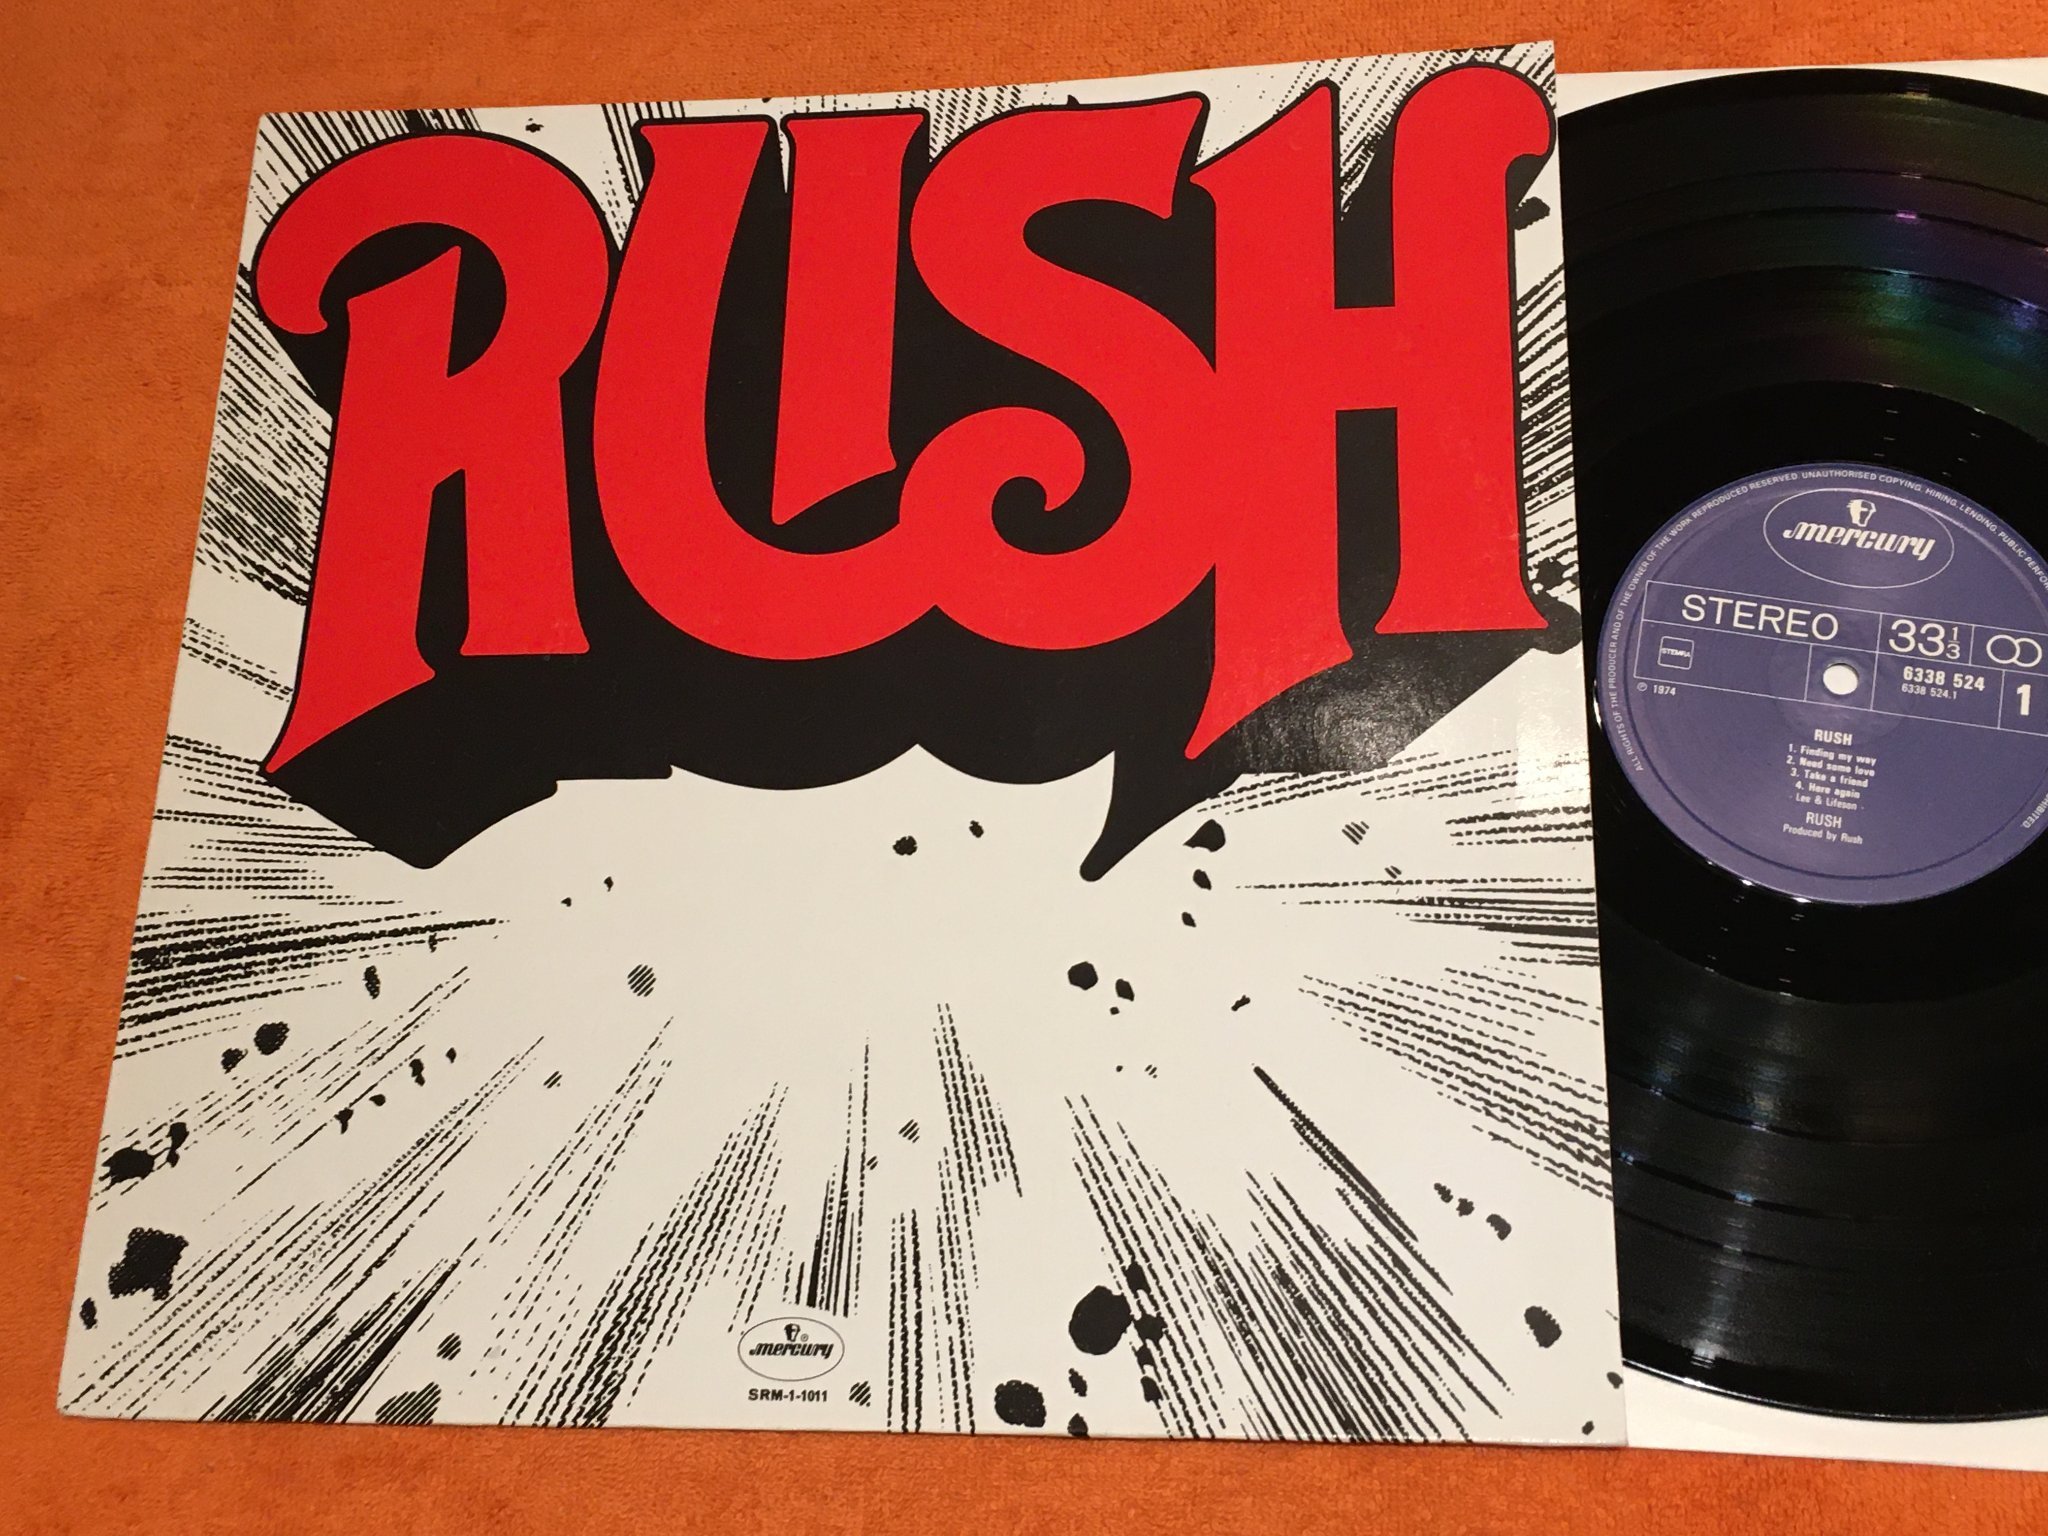 RUSH
mercury
SRM-1-1011
ALL RIGHTS OF THE PRODUCER AND OF THE OWNER OF THE WORK REPRODUCED RESERVED. UNAUTHORISED COPYING, HIRING, LENDING, PUBLIC PERFOR
HIBITED
mercury
STEREO 33 1/3
STEMRA
6338 524
6338 524.1
1
℗ 1974
RUSH
1. Finding my way
2. Need some love
3. Take a friend
4. Here again
- Lee & Lifeson -
RUSH
Produced by Rush